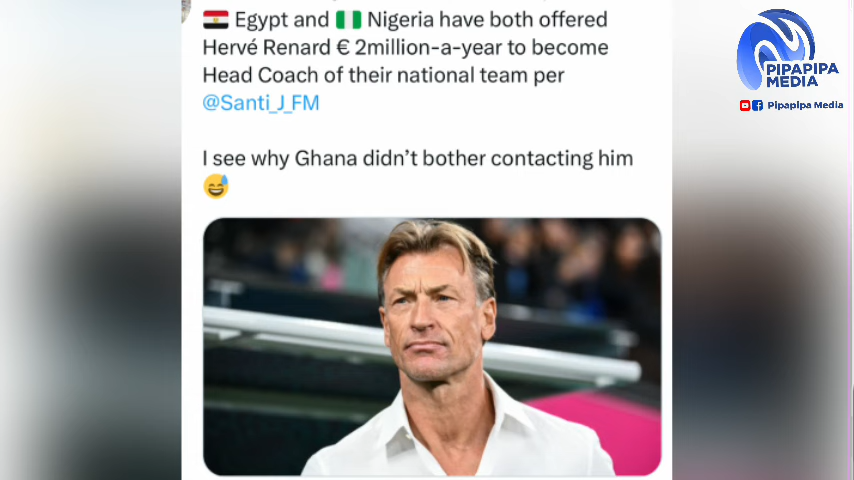 🇪🇬 Egypt and 🇳🇬 Nigeria have both offered
Hervé Renard € 2million-a-year to become
Head Coach of their national team per
@Santi_J_FM
I see why Ghana didn’t bother contacting him
😅
PIPAPIPA
MEDIA
Pipapipa Media